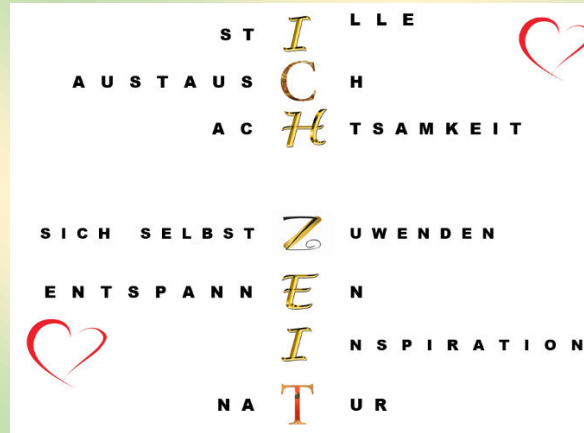 STILLE
AUSTAUSCH
ACHTSAMKEIT
SICH SELBST ZUWENDEN
ENTSPANNEN
INSPIRATION
NATUR